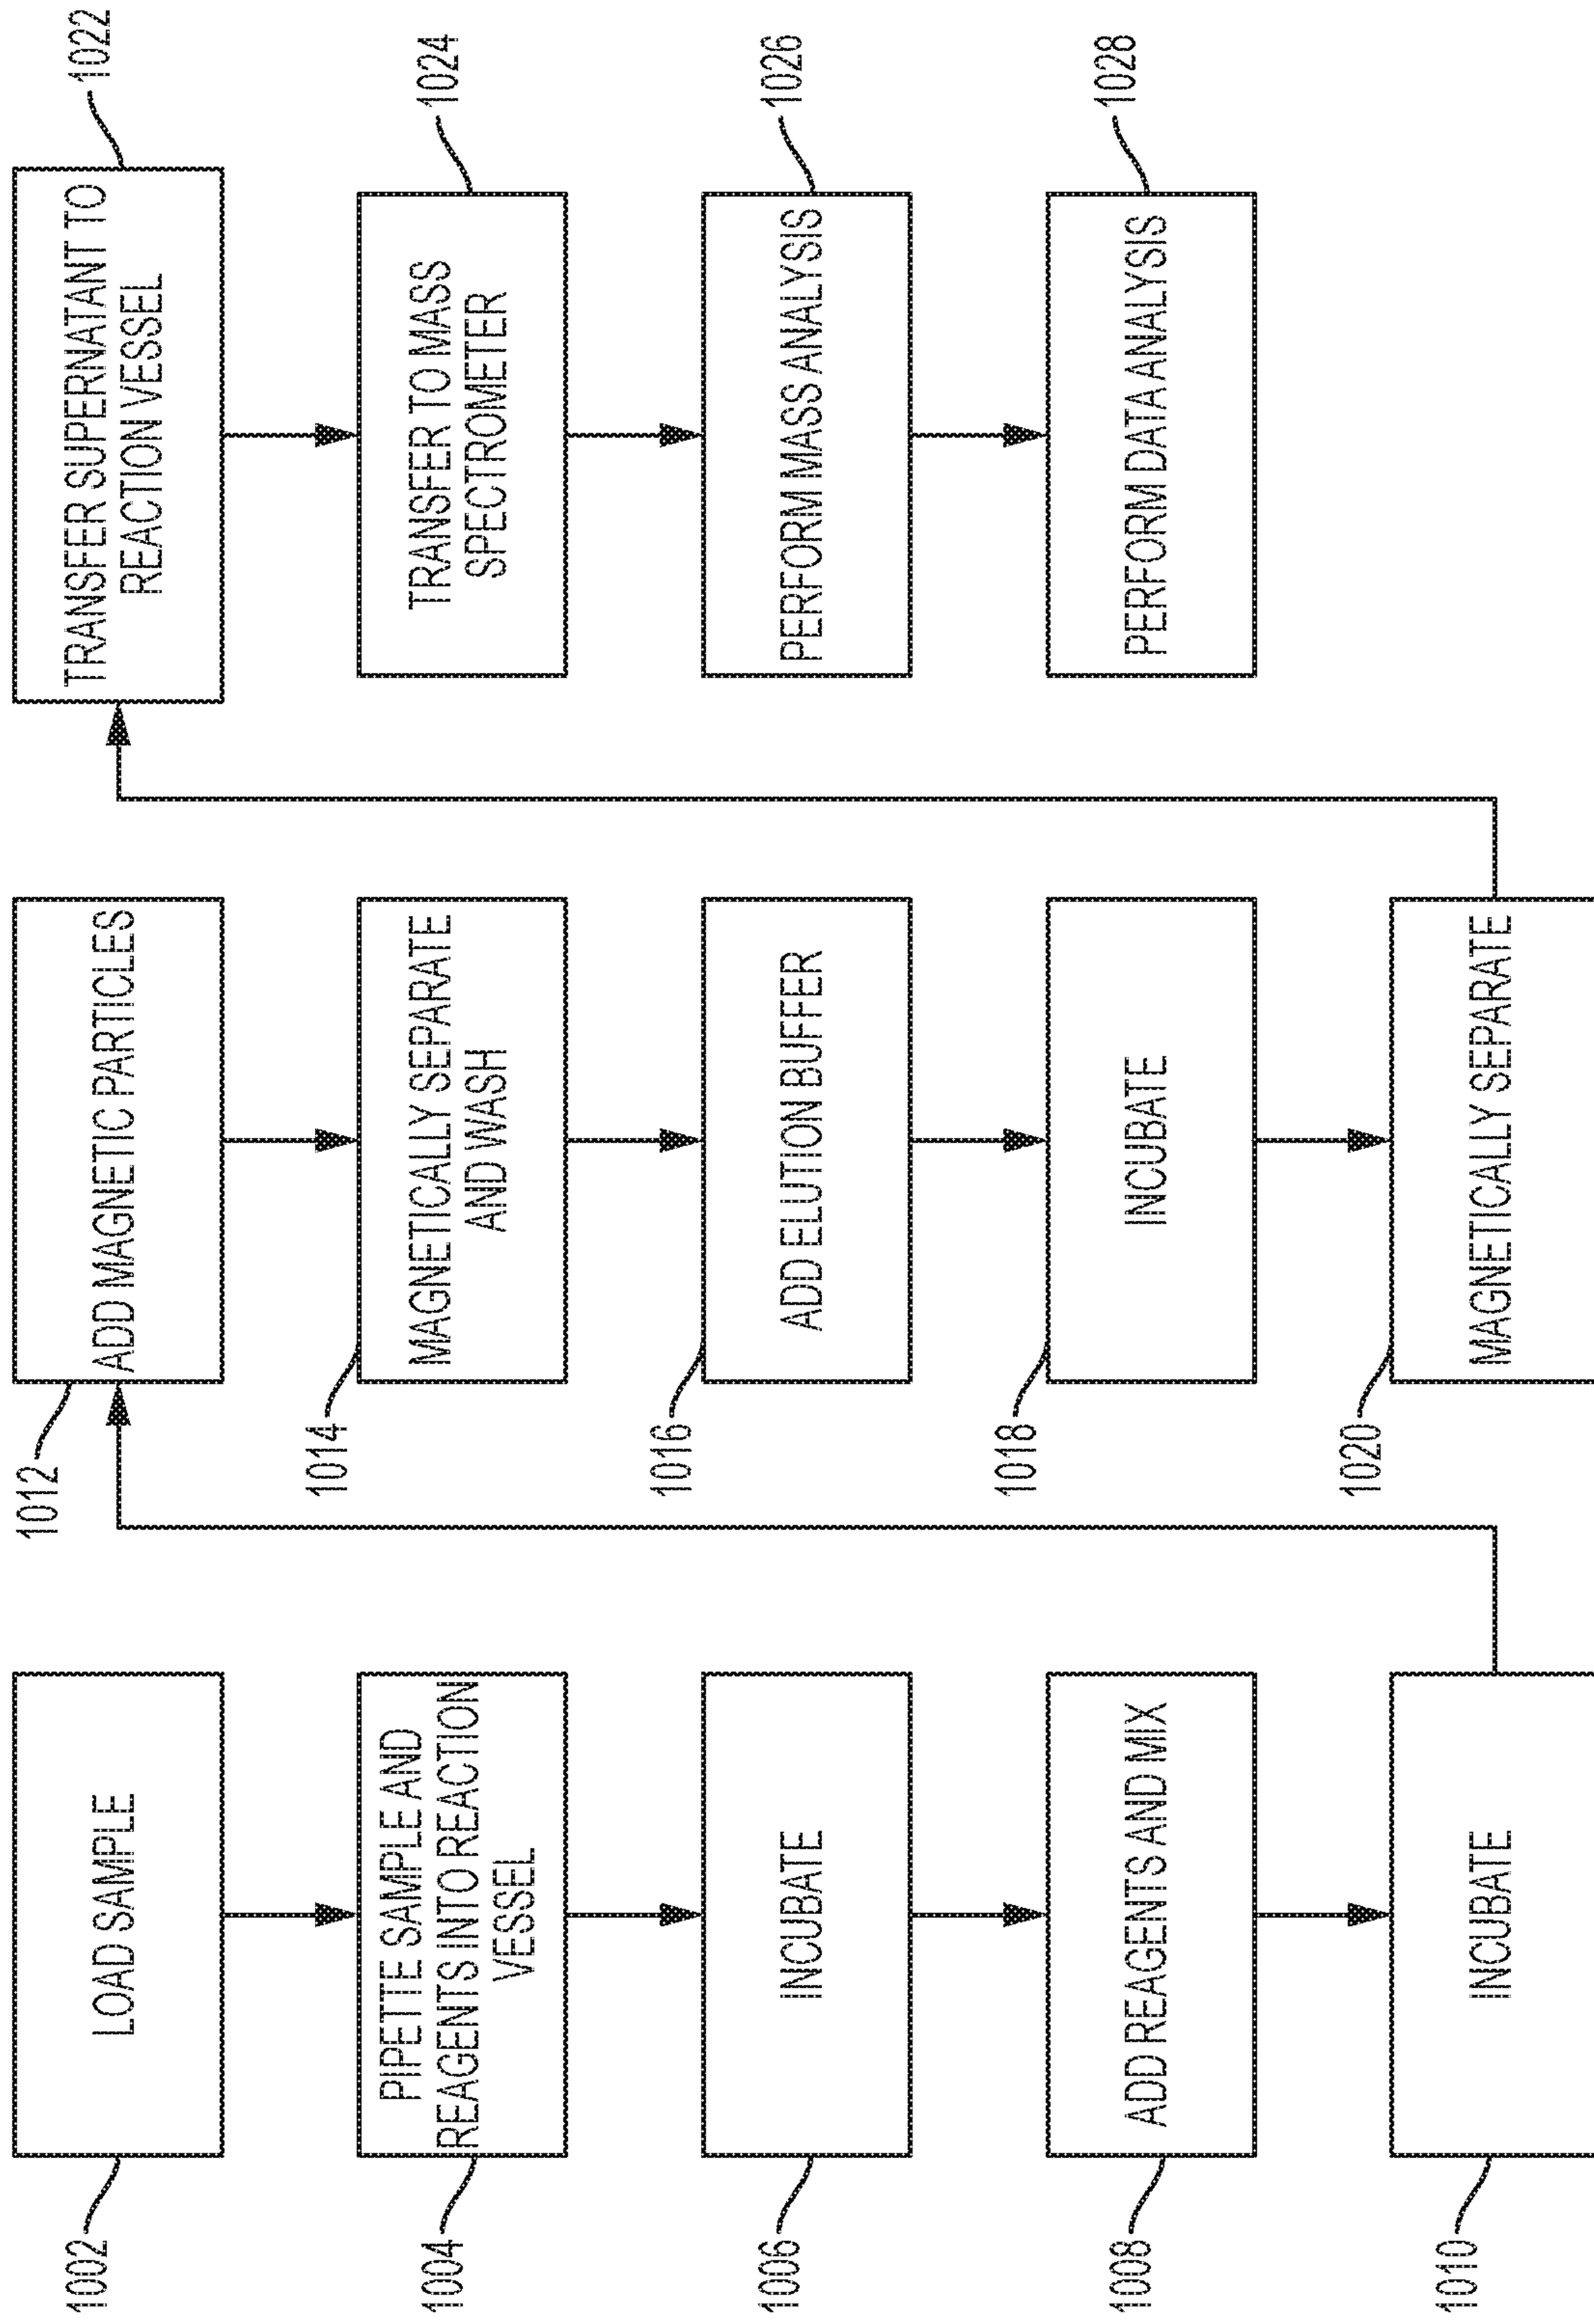 1002
LOAD SAMPLE
1004
PIPETTE SAMPLE AND
REAGENTS INTO REACTION
VESSEL
1006
INCUBATE
1008
ADD REAGENTS AND MIX
1010
INCUBATE
1012
ADD MAGNETIC PARTICLES
1014
MAGNETICALLY SEPARATE
AND WASH
1016
ADD ELUTION BUFFER
1018
INCUBATE
1020
MAGNETICALLY SEPARATE
TRANSFER SUPERNATANT TO
REACTION VESSEL
1022
TRANSFER TO MASS
SPECTROMETER
1024
PERFORM MASS ANALYSIS
1026
PERFORM DATA ANALYSIS
1028